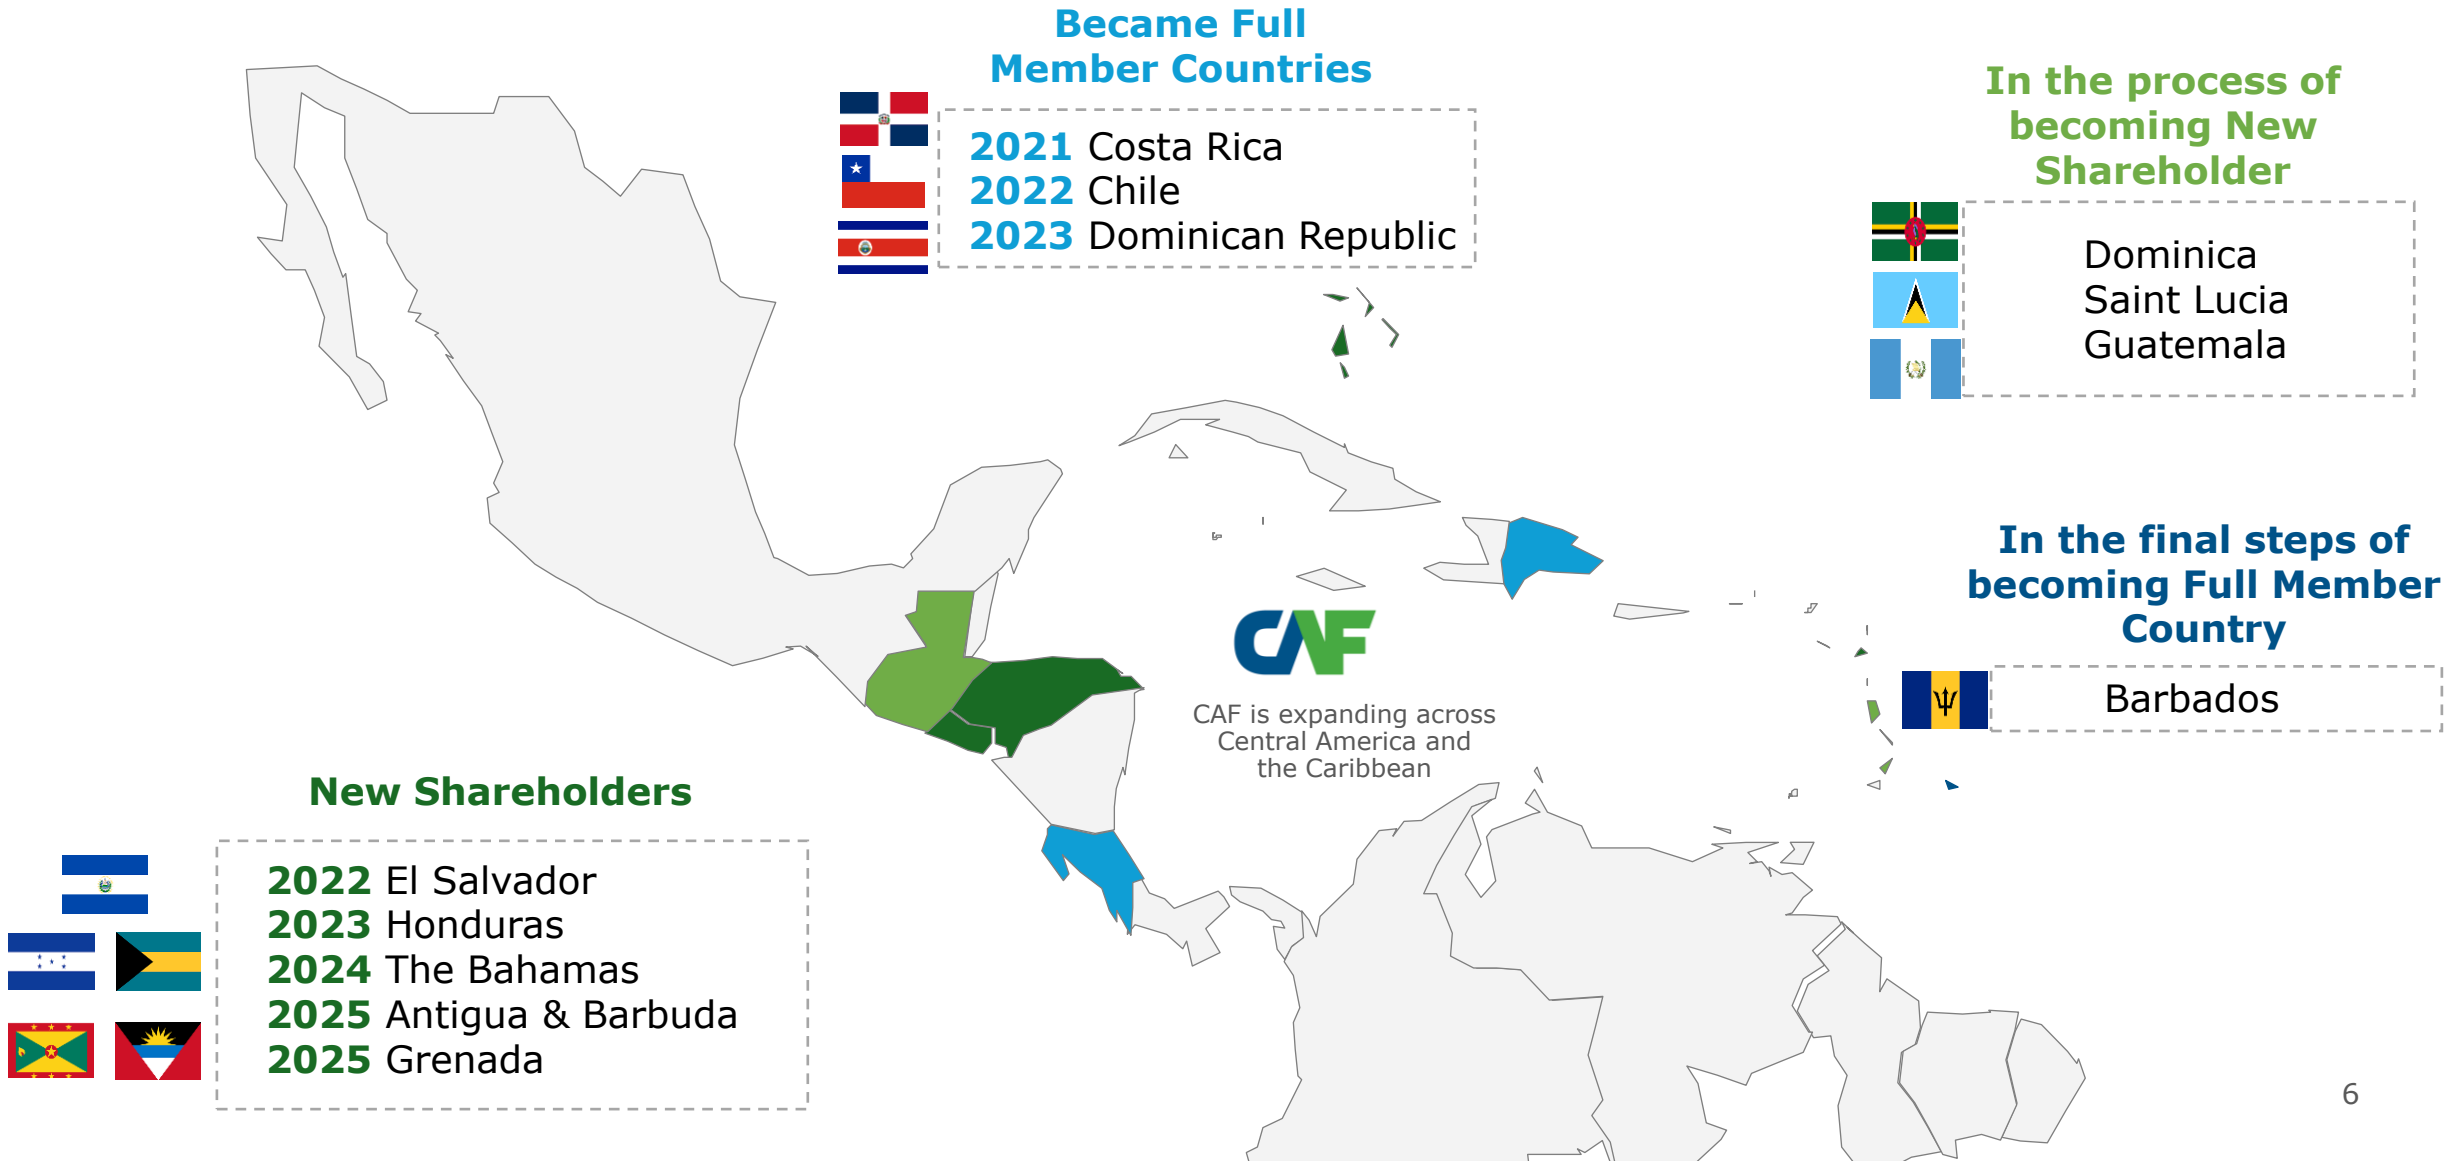 Became Full
Member Countries
2021 Costa Rica
2022 Chile
2023 Dominican Republic
In the process of
becoming New
Shareholder
Dominica
Saint Lucia
Guatemala
In the final steps of
becoming Full Member
Country
Barbados
CAF
CAF is expanding across
Central America and
the Caribbean
New Shareholders
2022 El Salvador
2023 Honduras
2024 The Bahamas
2025 Antigua & Barbuda
2025 Grenada
6